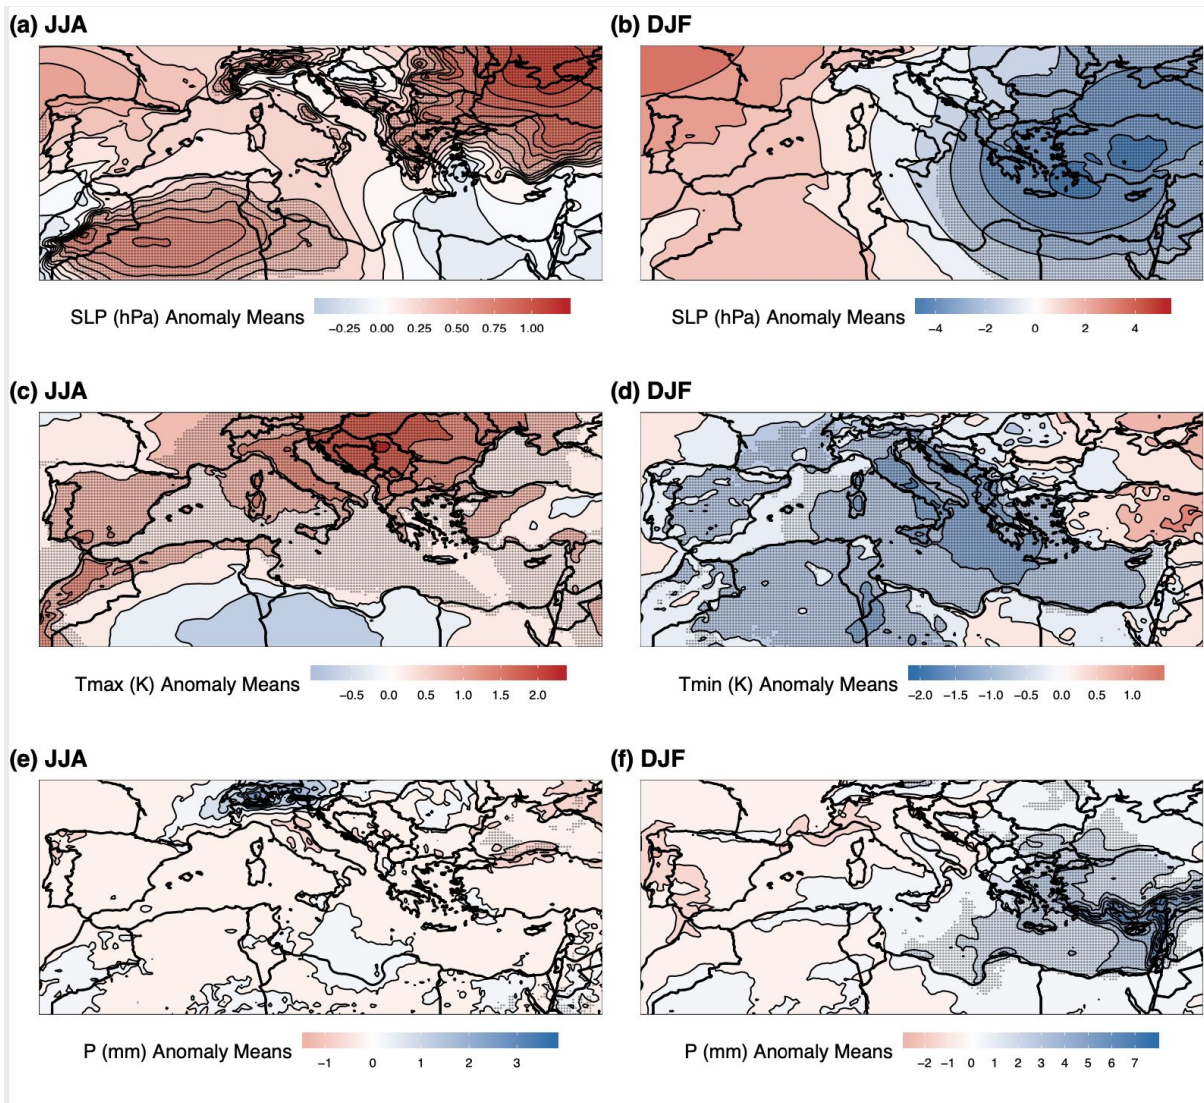 (a) JJA
(b) DJF
SLP (hPa) Anomaly Means
−0.25 0.00 0.25 0.50 0.75 1.00
SLP (hPa) Anomaly Means
−4 −2 0 2 4
(c) JJA
(d) DJF
Tmax (K) Anomaly Means
−0.5 0.0 0.5 1.0 1.5 2.0
Tmin (K) Anomaly Means
−2.0 −1.5 −1.0 −0.5 0.0 0.5 1.0
(e) JJA
(f) DJF
P (mm) Anomaly Means
−1 0 1 2 3
P (mm) Anomaly Means
−2 −1 0 1 2 3 4 5 6 7